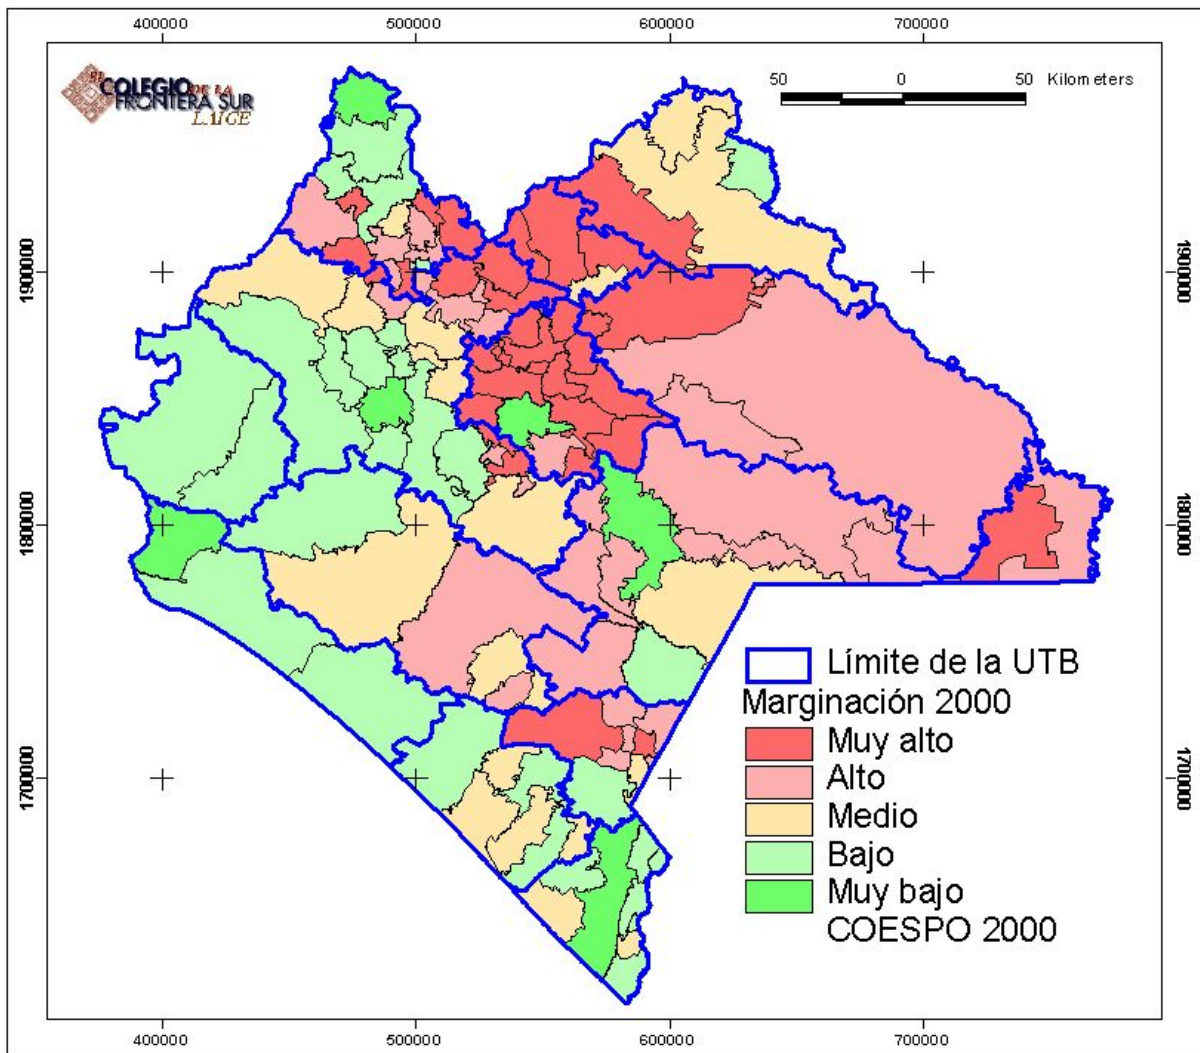 400000 500000 600000 700000
EL
COLEGIO DE LA
FRONTERA SUR
LAIGE
50 0 50 Kilometers
1900000 1900000
1800000 1800000
1700000 1700000
Límite de la UTB
Marginación 2000
Muy alto
Alto
Medio
Bajo
Muy bajo
COESPO 2000
400000 500000 600000 700000